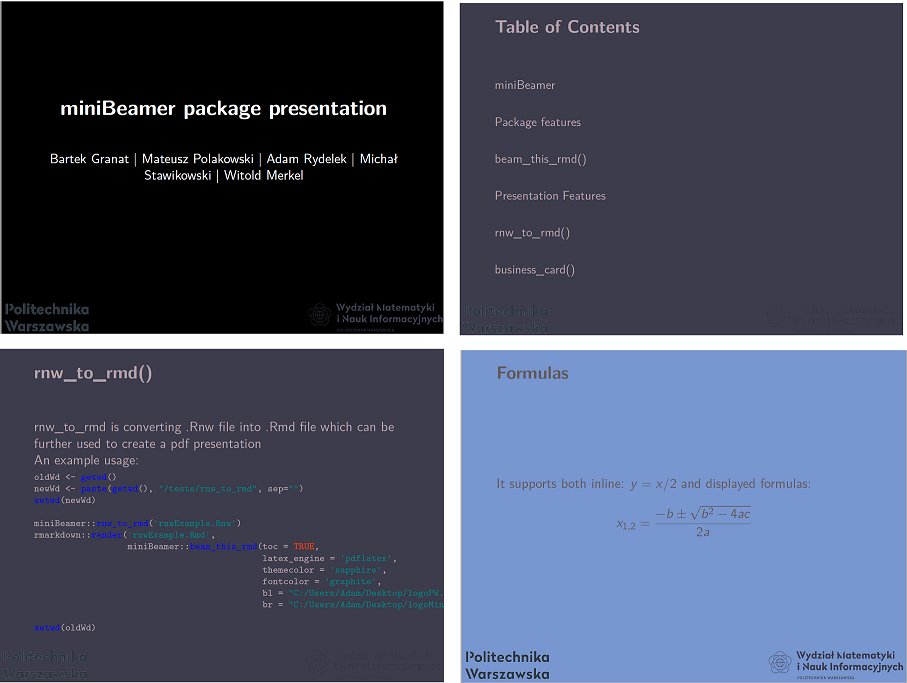 miniBeamer package presentation
Bartek Granat | Mateusz Polakowski | Adam Rydelek | Michał
Stawikowski | Witold Merkel
Politechnika
Warszawska
Wydział Matematyki
i Nauk Informacyjnych
POLITECHNIKA WARSZAWSKA
Table of Contents
miniBeamer
Package features
beam_this_rmd()
Presentation Features
rnw_to_rmd()
business_card()
Politechnika
Warszawska
rnw_to_rmd()
rnw_to_rmd is converting .Rnw file into .Rmd file which can be
further used to create a pdf presentation
An example usage:
oldWd <- getwd()
newWd <- paste(getwd(), "/tests/rnw_to_rmd", sep="")
setwd(newWd)
miniBeamer::rnw_to_rmd('rnwExample.Rnw')
rmarkdown::render('rnwExample.Rmd',
miniBeamer::beam_this_rmd(toc = TRUE,
latex_engine = 'pdflatex',
themecolor = 'sapphire',
fontcolor = 'graphite',
bl = "C:/Users/Adam/Desktop/logoPW.
br = "C:/Users/Adam/Desktop/logoMin
setwd(oldWd)
Politechnika
Warszawska
Formulas
It supports both inline: y = x/2 and displayed formulas:
x1,2 = −b ± √b² − 4ac
2a
Politechnika
Warszawska
Wydział Matematyki
i Nauk Informacyjnych
POLITECHNIKA WARSZAWSKA